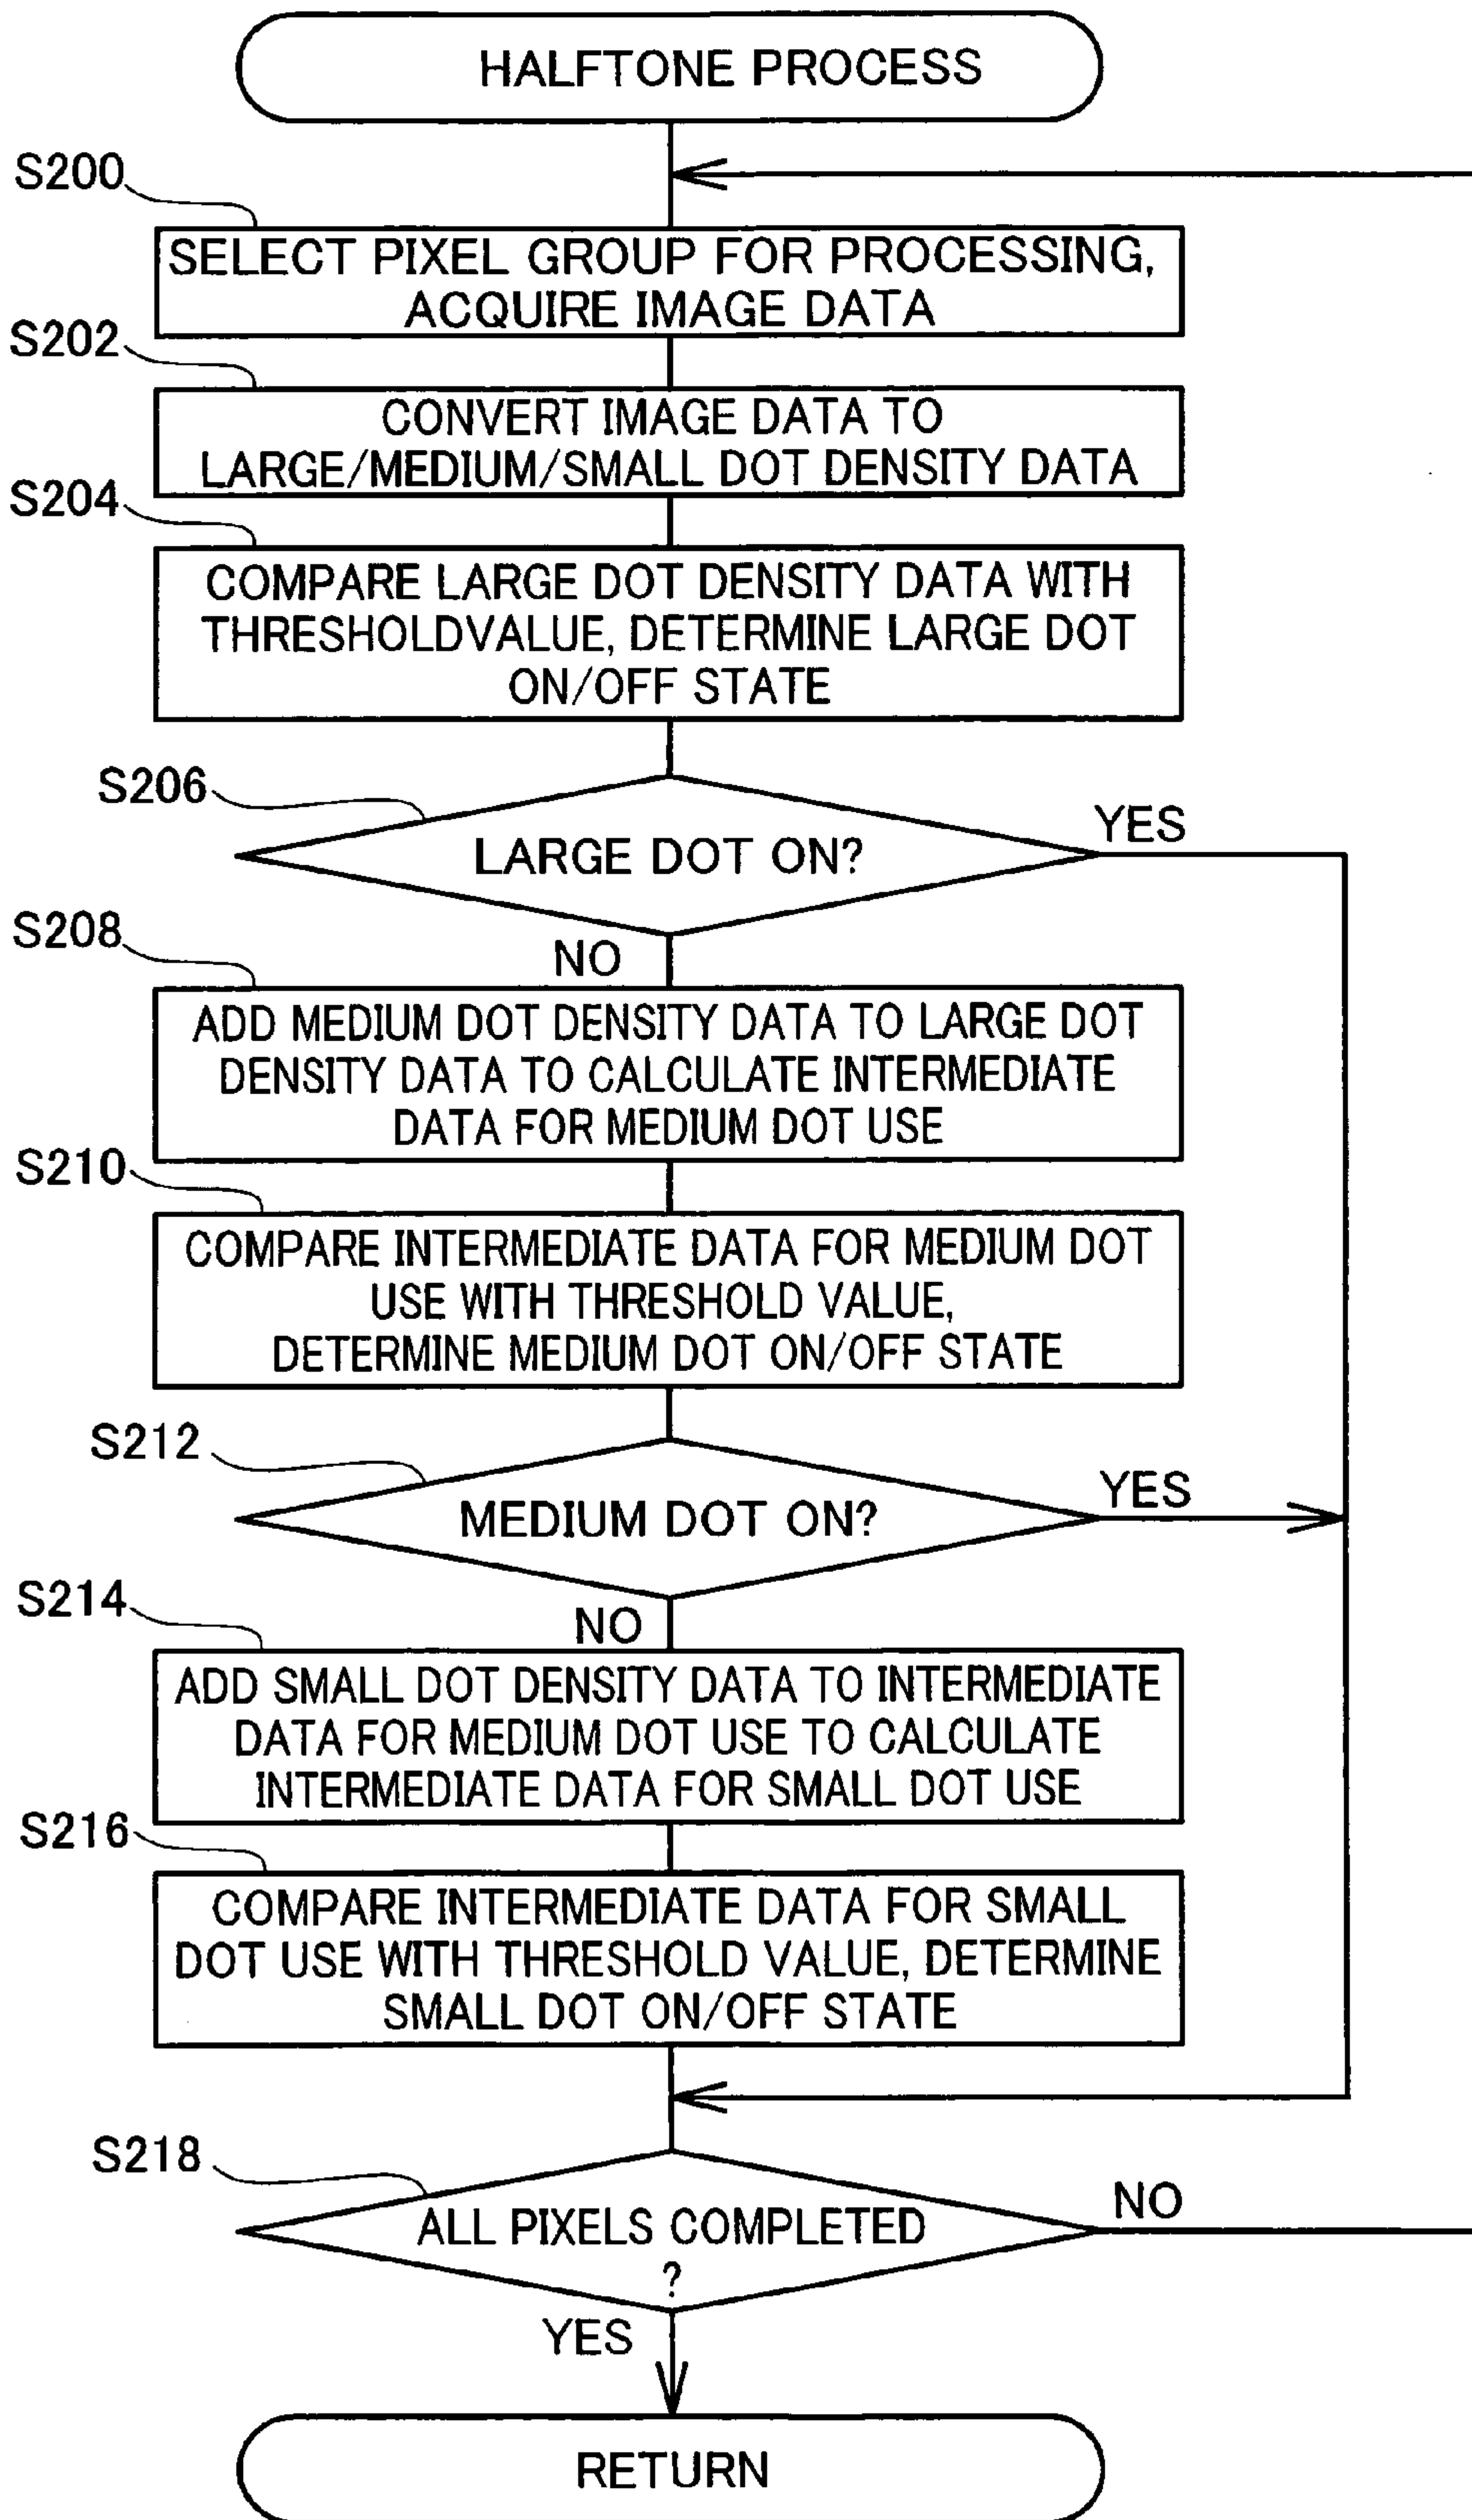 HALFTONE PROCESS
S200
SELECT PIXEL GROUP FOR PROCESSING,
ACQUIRE IMAGE DATA
S202
CONVERT IMAGE DATA TO
LARGE/MEDIUM/SMALL DOT DENSITY DATA
S204
COMPARE LARGE DOT DENSITY DATA WITH
THRESHOLDVALUE, DETERMINE LARGE DOT
ON/OFF STATE
S206
LARGE DOT ON?
YES
NO
S208
ADD MEDIUM DOT DENSITY DATA TO LARGE DOT
DENSITY DATA TO CALCULATE INTERMEDIATE
DATA FOR MEDIUM DOT USE
S210
COMPARE INTERMEDIATE DATA FOR MEDIUM DOT
USE WITH THRESHOLD VALUE,
DETERMINE MEDIUM DOT ON/OFF STATE
S212
MEDIUM DOT ON?
YES
NO
S214
ADD SMALL DOT DENSITY DATA TO INTERMEDIATE
DATA FOR MEDIUM DOT USE TO CALCULATE
INTERMEDIATE DATA FOR SMALL DOT USE
S216
COMPARE INTERMEDIATE DATA FOR SMALL
DOT USE WITH THRESHOLD VALUE, DETERMINE
SMALL DOT ON/OFF STATE
S218
ALL PIXELS COMPLETED
?
NO
YES
RETURN